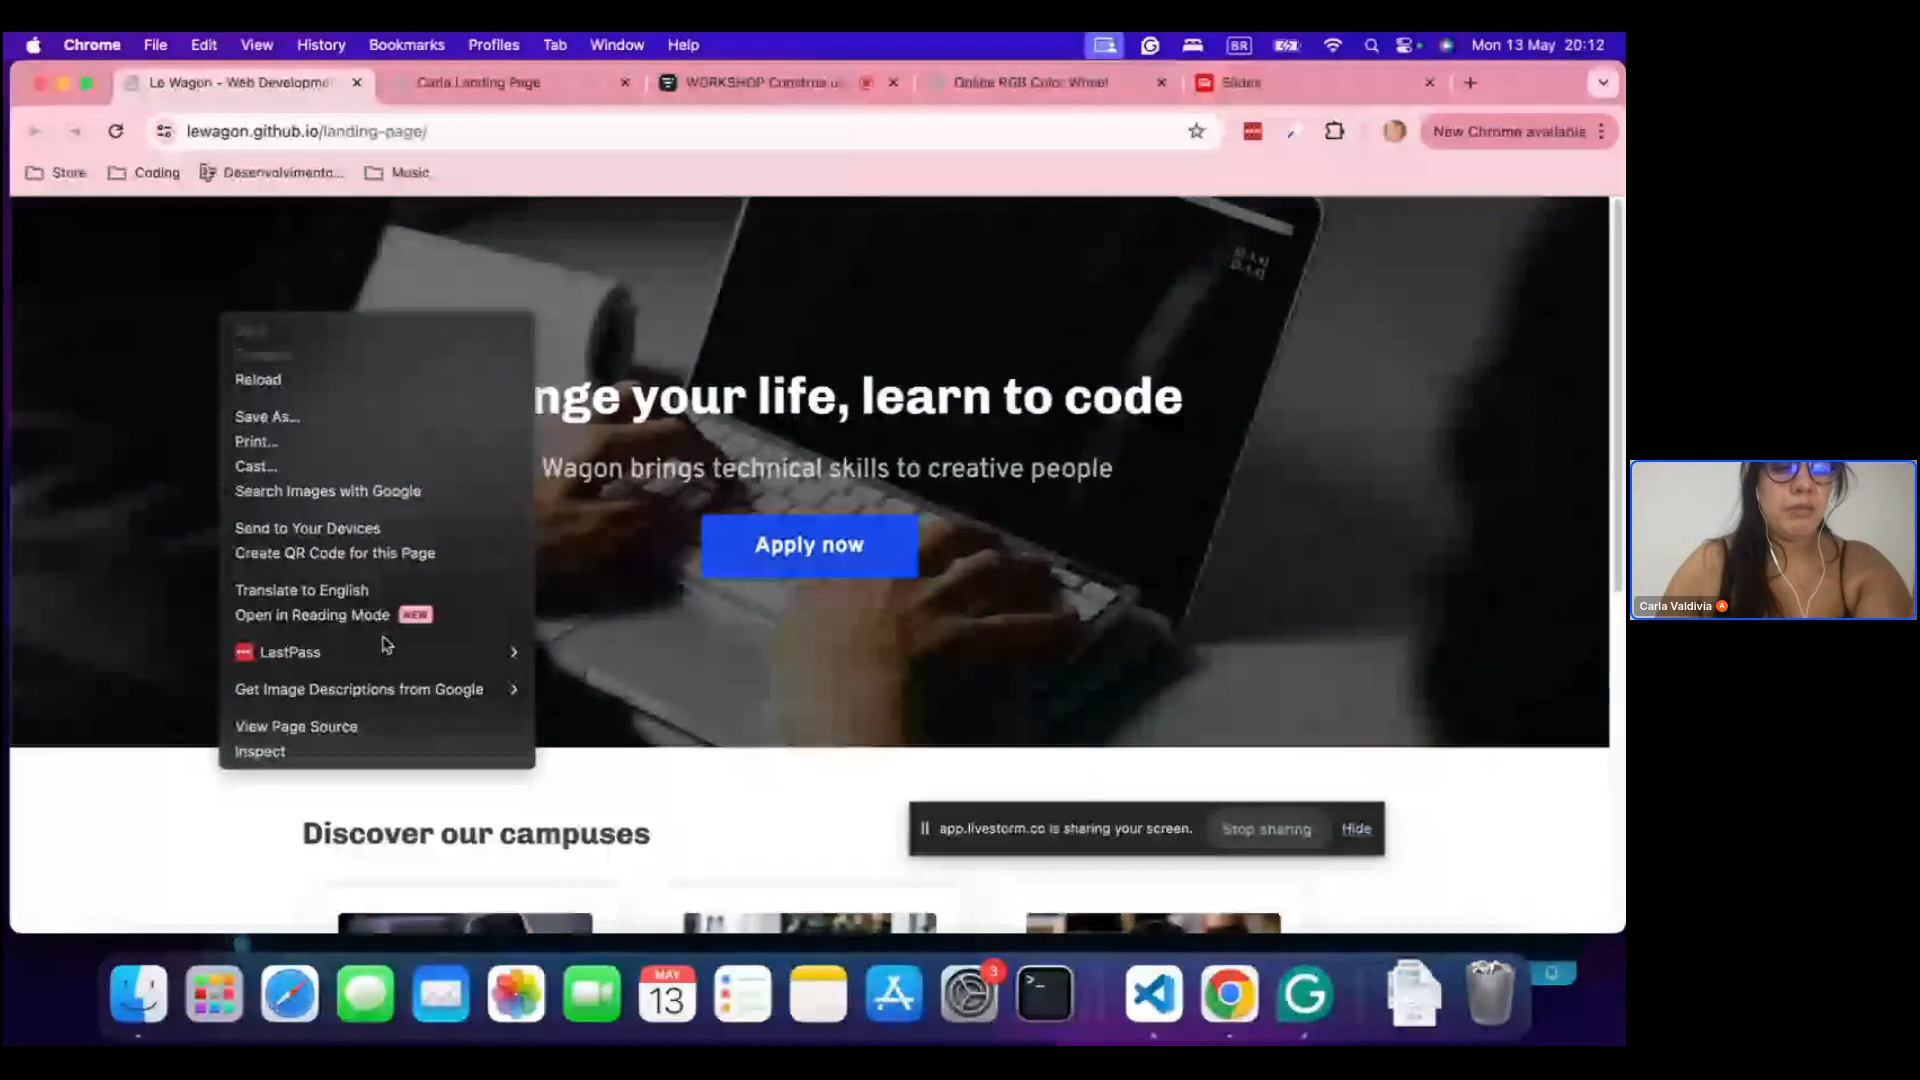 Chrome File Edit View History Bookmarks Profiles Tab Window Help BR Mon 13 May 20:12
Le Wagon - Web Developme Carla Landing Page WORKSHOP Construa u Online RGB Color Wheel Slides
lewagon.github.io/landing-page/ New Chrome available
Store Coding Desenvolvimento... Music
Reload
Save As...
Print...
Cast...
Search Images with Google
Send to Your Devices
Create QR Code for this Page
Translate to English
Open in Reading Mode NEW
LastPass
Get Image Descriptions from Google
View Page Source
Inspect
nge your life, learn to code
Wagon brings technical skills to creative people
Apply now
Discover our campuses
app.livestorm.co is sharing your screen. Stop sharing Hide
Carla Valdivia A
MAY
13
3